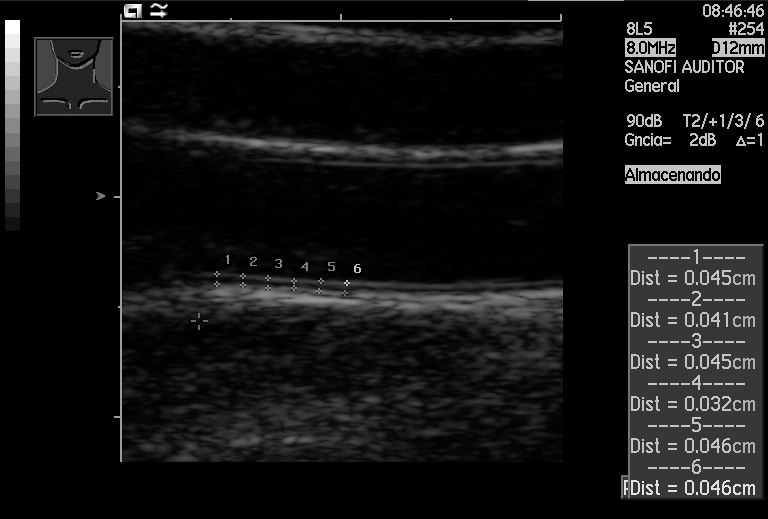 08:46:46
8L5 #254
8.0MHz D12mm
SANOFI AUDITOR
General
90dB T2/+1/3/ 6
Gncia= 2dB Δ=1
Almacenando
1 2 3 4 5 6
----1----
Dist = 0.045cm
----2----
Dist = 0.041cm
----3----
Dist = 0.045cm
----4----
Dist = 0.032cm
----5----
Dist = 0.046cm
----6----
Dist = 0.046cm